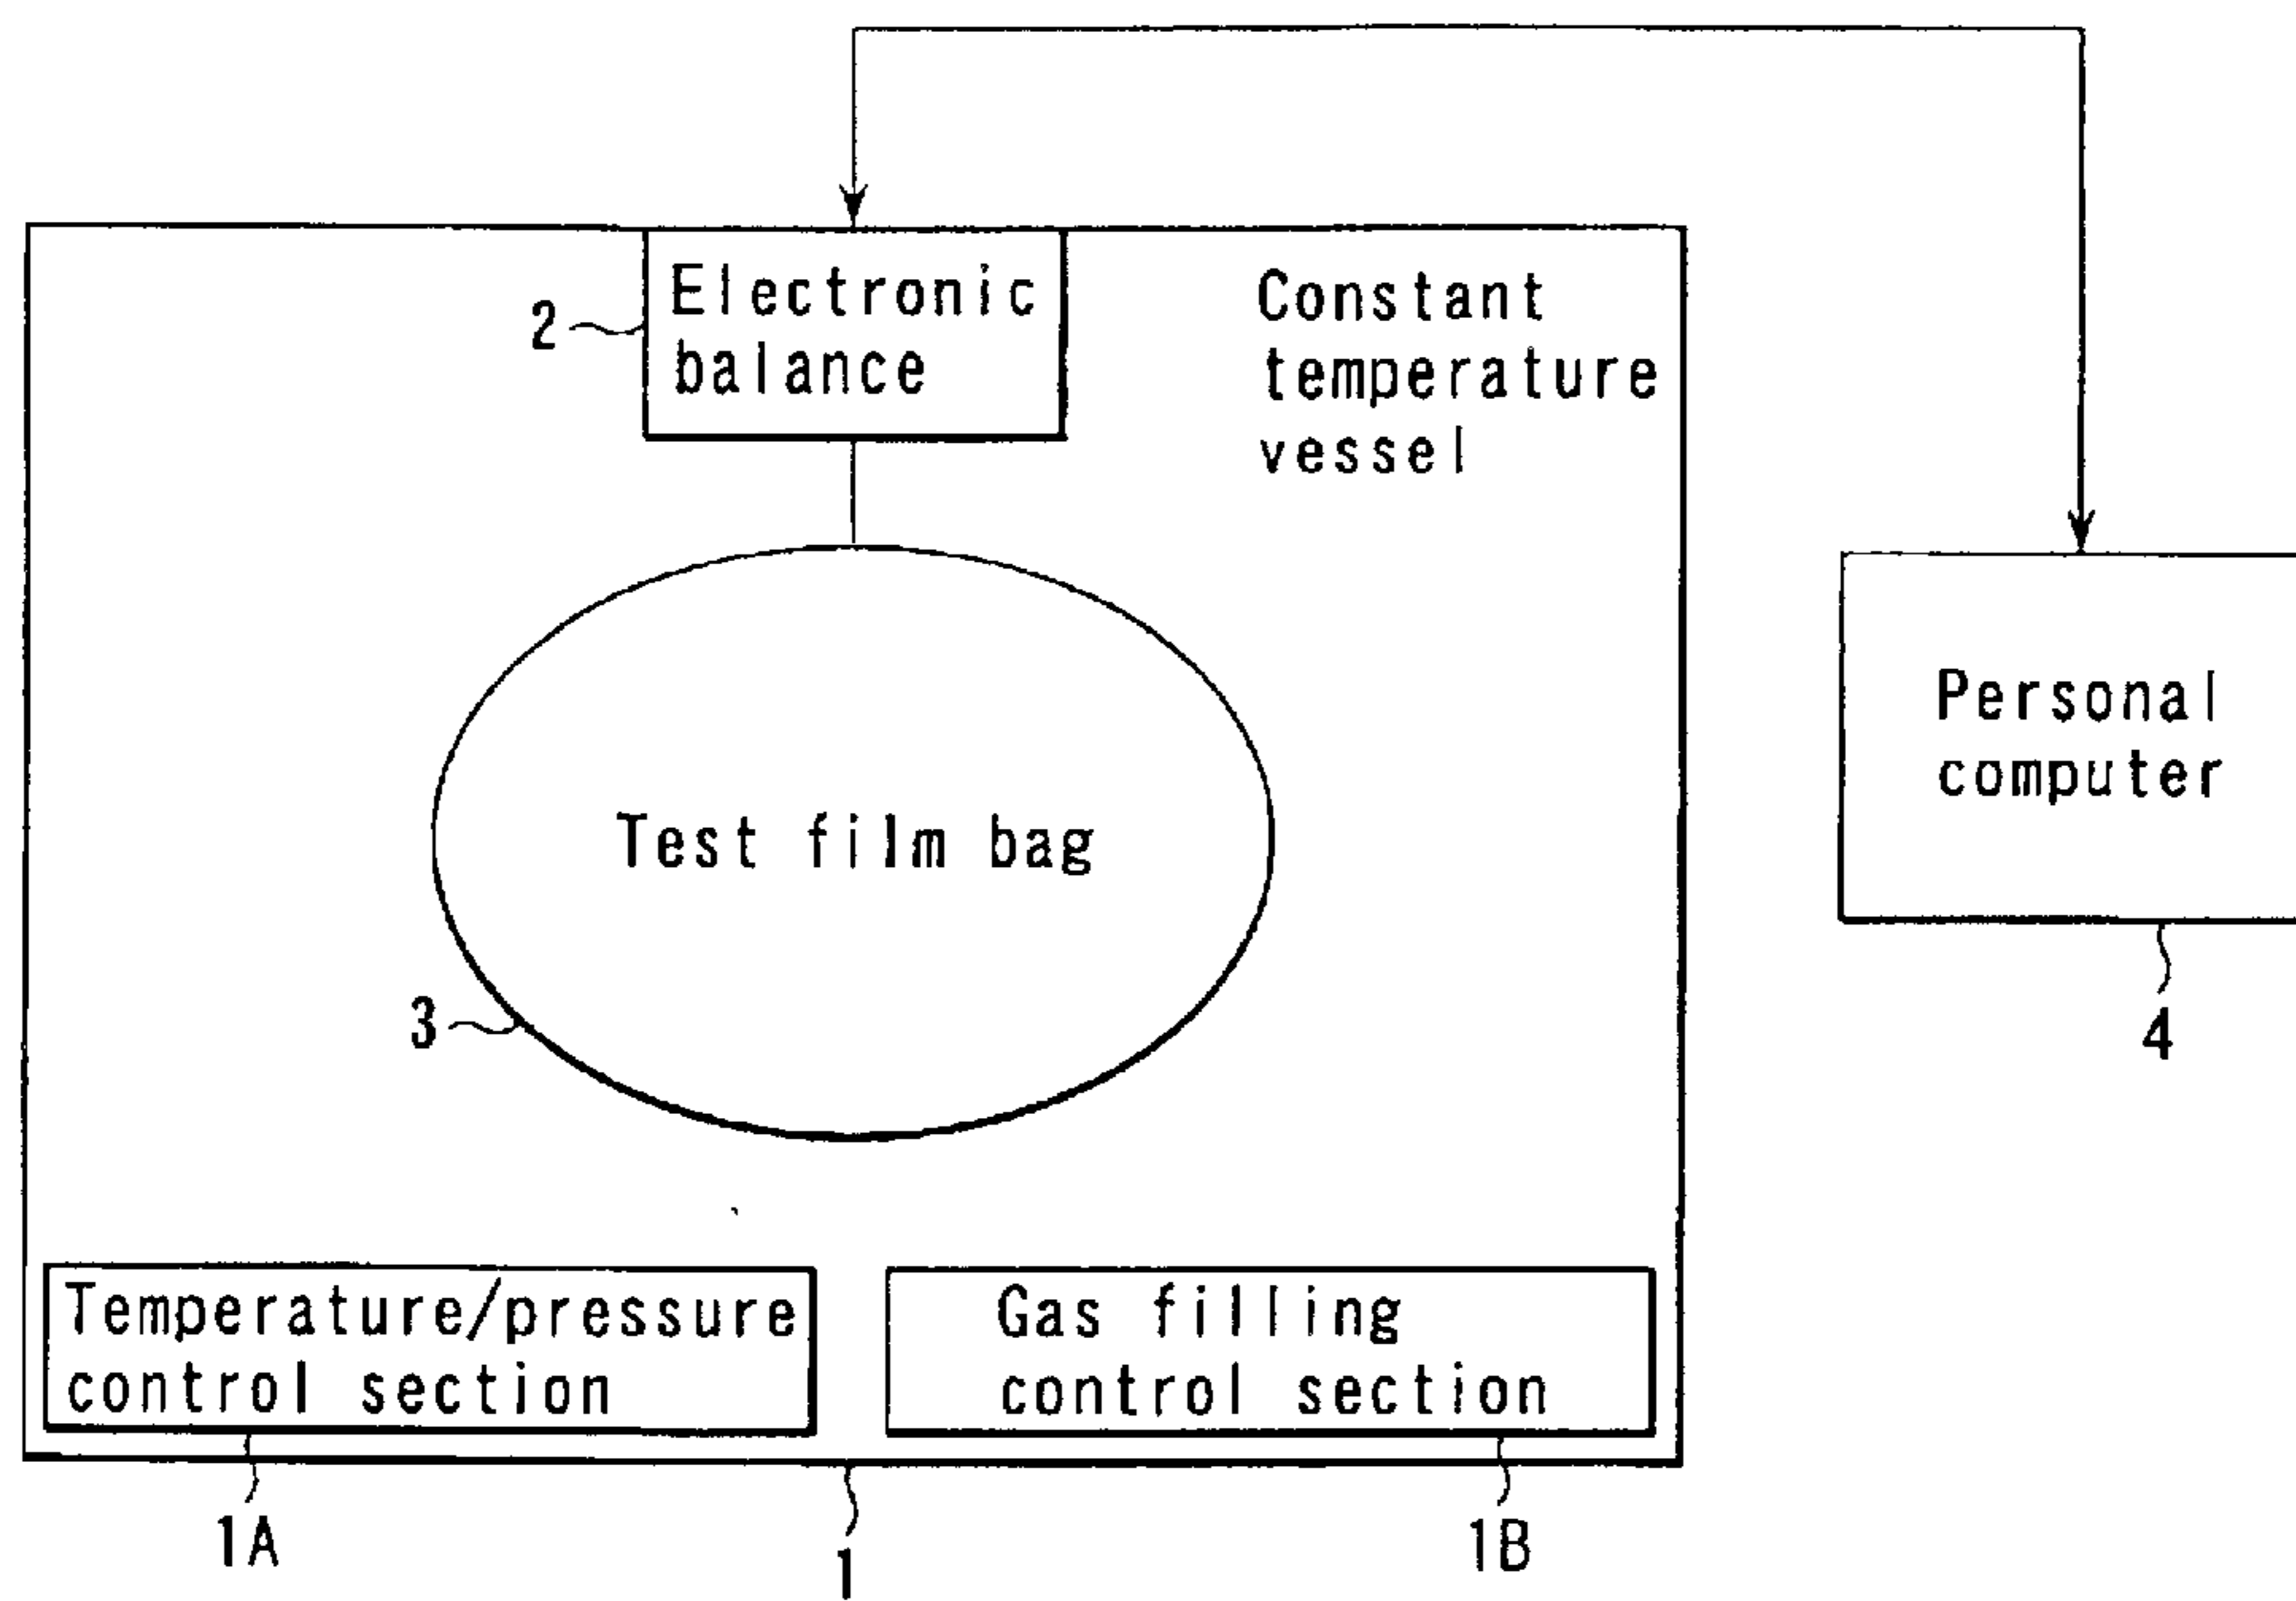 Electronic
balance
2
Constant
temperature
vessel
Personal
computer
Test film bag
3
4
Temperature/pressure
control section
Gas filling
control section
1A
1
1B